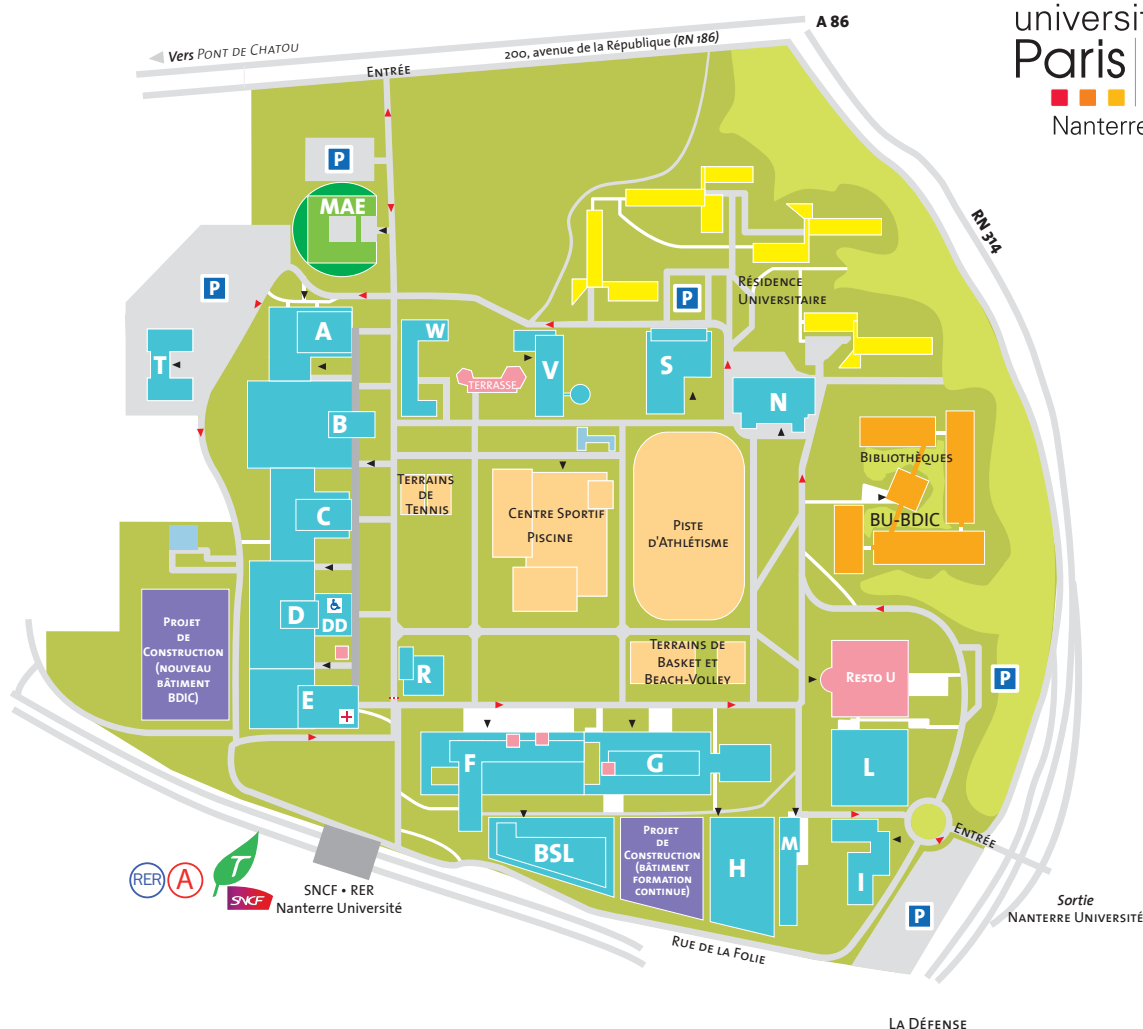 A 86
universit
Paris
Nanterre
Vers PONT DE CHATOU
200, avenue de la République (RN 186)
ENTRÉE
P
MAE
RN 314
P
P
RÉSIDENCE
UNIVERSITAIRE
T
A
W
TERRASSE
V
S
N
B
BIBLIOTHÈQUES
BU-BDIC
TERRAINS
DE
TENNIS
CENTRE SPORTIF
PISCINE
PISTE
D'ATHLÉTISME
C
D
DD
PROJET
DE
CONSTRUCTION
(NOUVEAU
BÂTIMENT
BDIC)
TERRAINS DE
BASKET ET
BEACH-VOLLEY
R
RESTO U
P
E
F
G
L
BSL
PROJET
DE
CONSTRUCTION
(BÂTIMENT
FORMATION
CONTINUE)
H
M
I
ENTRÉE
RER
A
T
SNCF
SNCF • RER
NANTERRE UNIVERSITÉ
P
Sortie
NANTERRE UNIVERSITÉ
RUE DE LA FOLIE
LA DÉFENSE